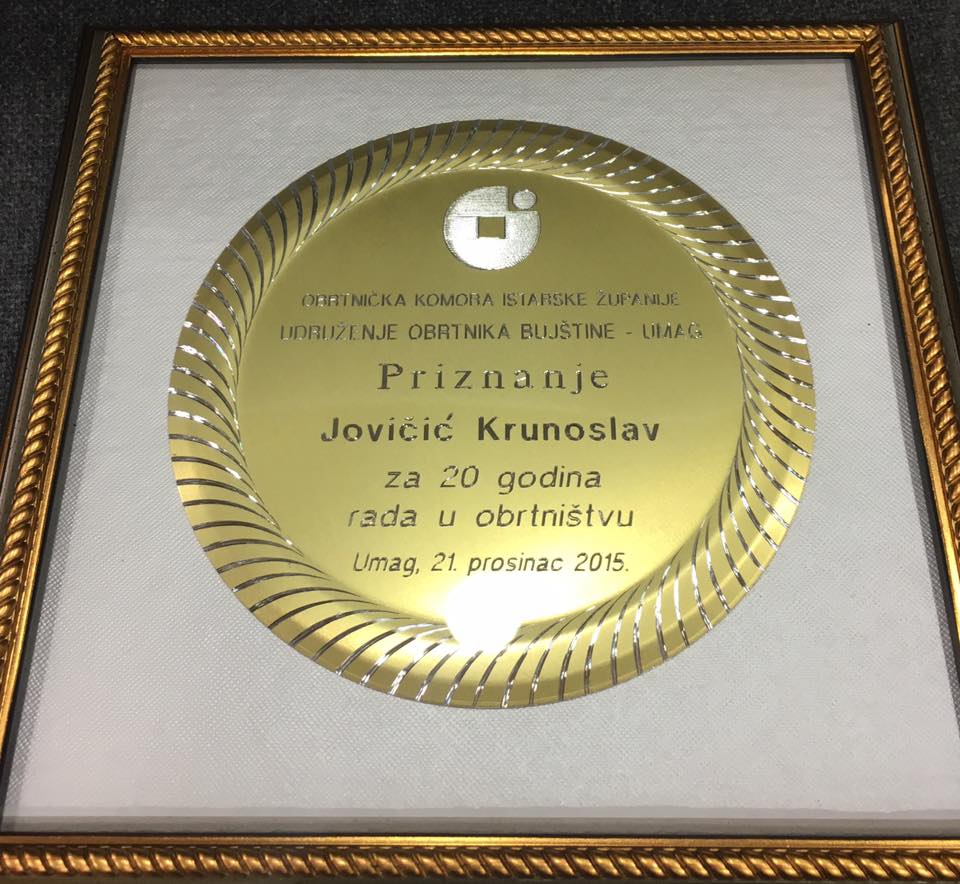 OBRTNIČKA KOMORA ISTARSKE ŽUPANIJE
UDRUŽENJE OBRTNIKA BUJŠTINE - UMAG
Priznanje
Jovičić Krunoslav
za 20 godina
rada u obrtništvu
Umag, 21. prosinac 2015.